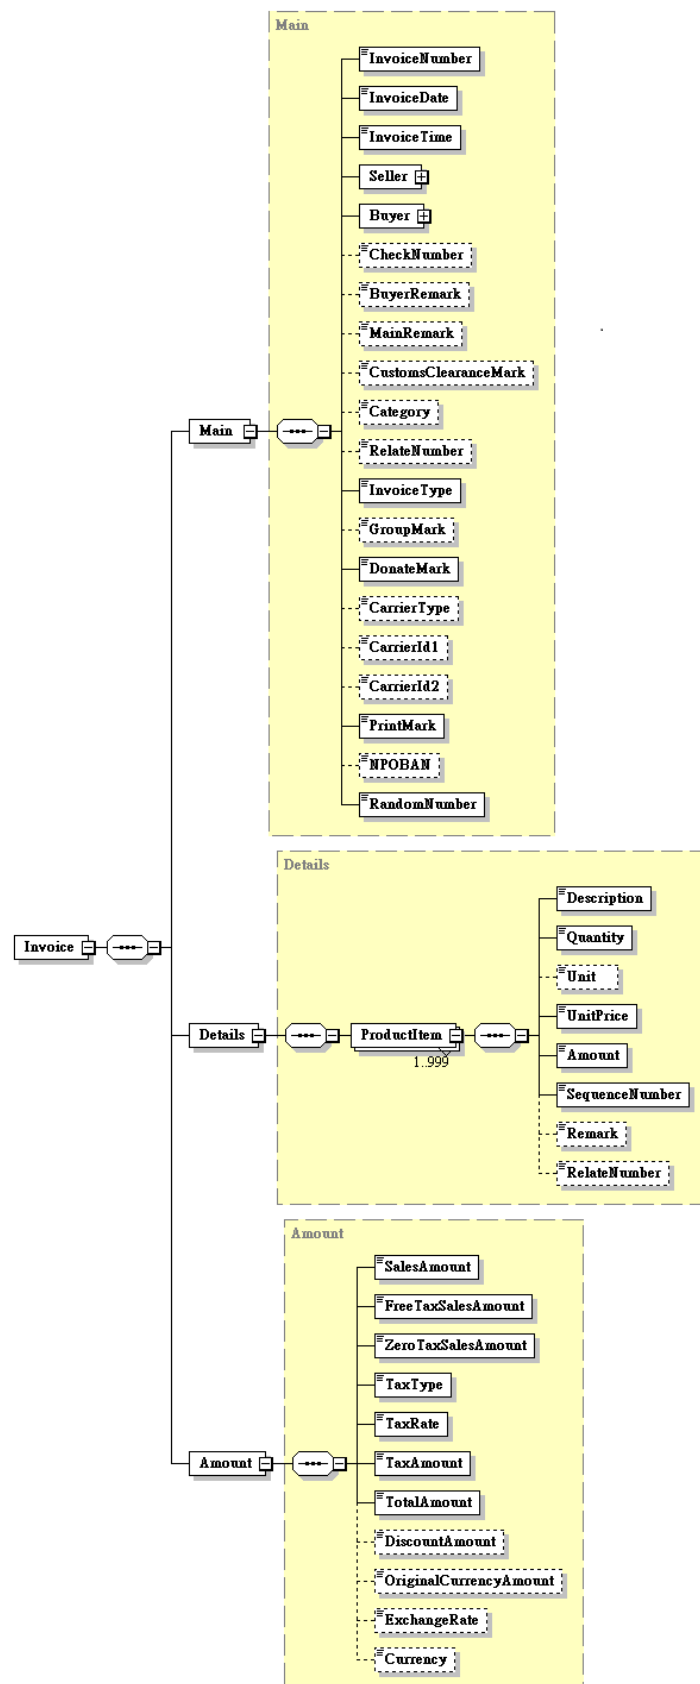 Main
InvoiceNumber
InvoiceDate
InvoiceTime
Seller
Buyer
CheckNumber
BuyerRemark
MainRemark
CustomsClearanceMark
Main
Category
RelateNumber
InvoiceType
GroupMark
DonateMark
CarrierType
CarrierId1
CarrierId2
PrintMark
NPOBAN
RandomNumber
Details
Description
Invoice
Quantity
Unit
UnitPrice
Details
ProductItem
1..999
Amount
SequenceNumber
Remark
RelateNumber
Amount
SalesAmount
FreeTaxSalesAmount
ZeroTaxSalesAmount
TaxType
TaxRate
Amount
TaxAmount
TotalAmount
DiscountAmount
OriginalCurrencyAmount
ExchangeRate
Currency